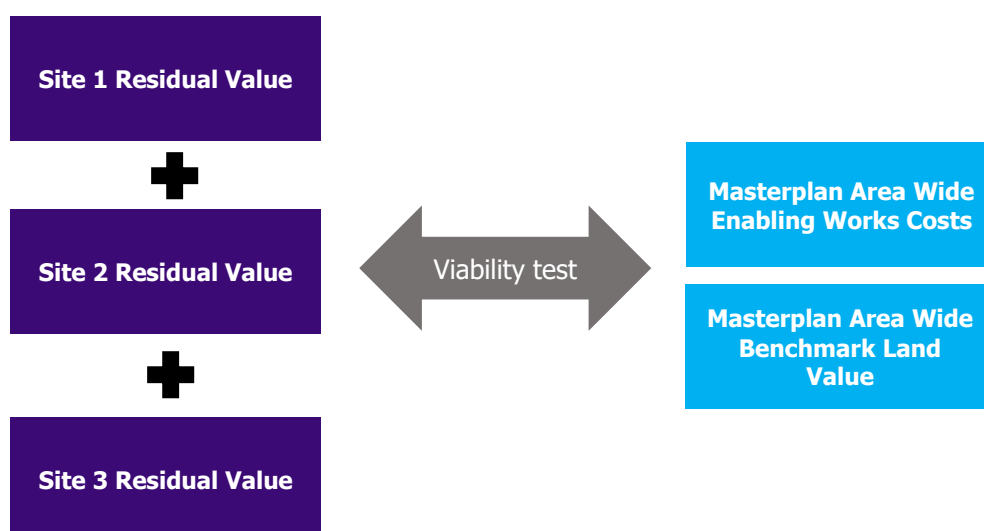 Site 1 Residual Value
Site 2 Residual Value
Site 3 Residual Value
Viability test
Masterplan Area Wide
Enabling Works Costs
Masterplan Area Wide
Benchmark Land
Value